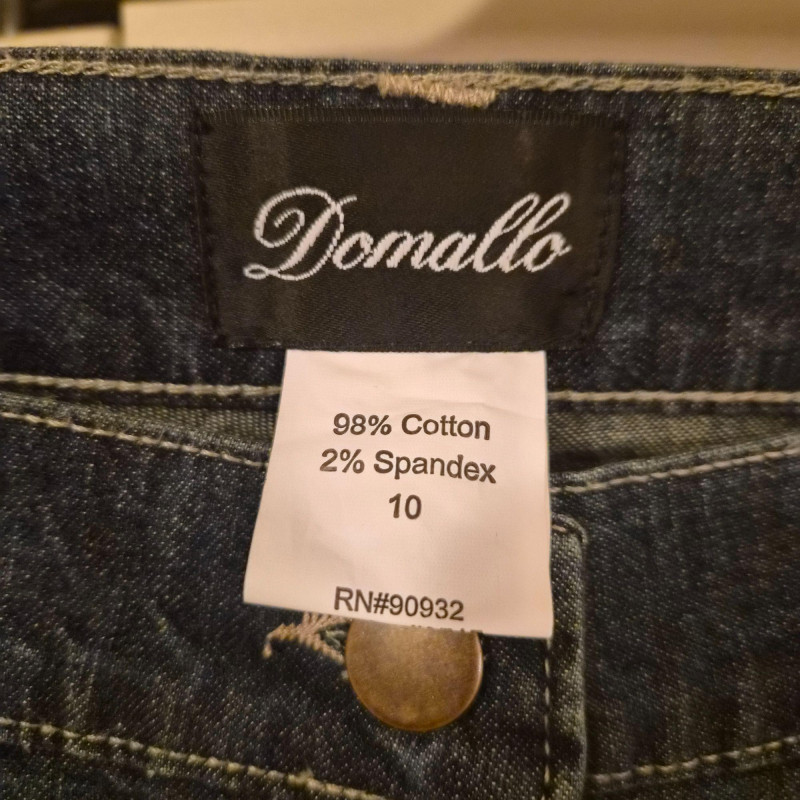 Domallo
98% Cotton
2% Spandex
10
RN#90932